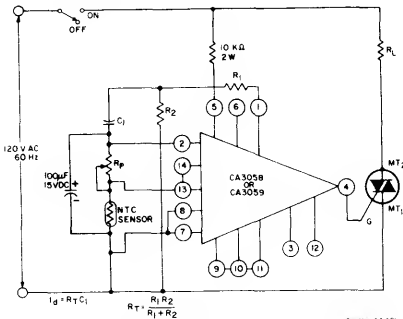 ON
OFF
10 KΩ
2W
R1
RL
R2
C1
5
6
1
120 V AC
60 Hz
RP
100µF
15VDC
+
-
NTC
SENSOR
2
14
13
8
7
CA3058
OR
CA3059
4
MT2
MT1
G
9
10
11
3
12
td = RTC1
RT = R1 R2 / R1 + R2